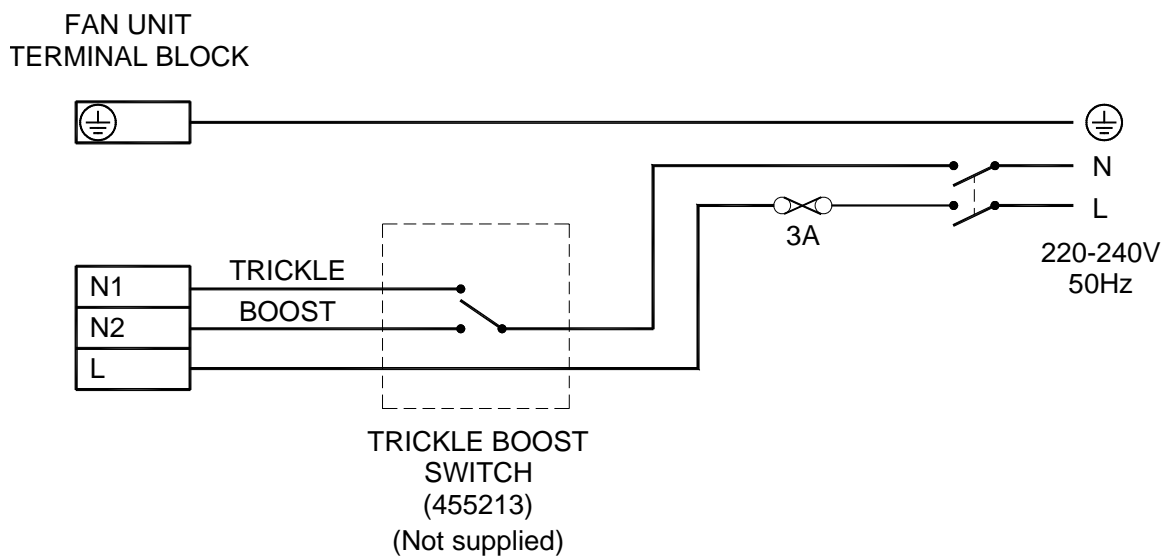 FAN UNIT
TERMINAL BLOCK
N
L
3A
220-240V
50Hz
N1
TRICKLE
N2
BOOST
L
TRICKLE BOOST
SWITCH
(455213)
(Not supplied)